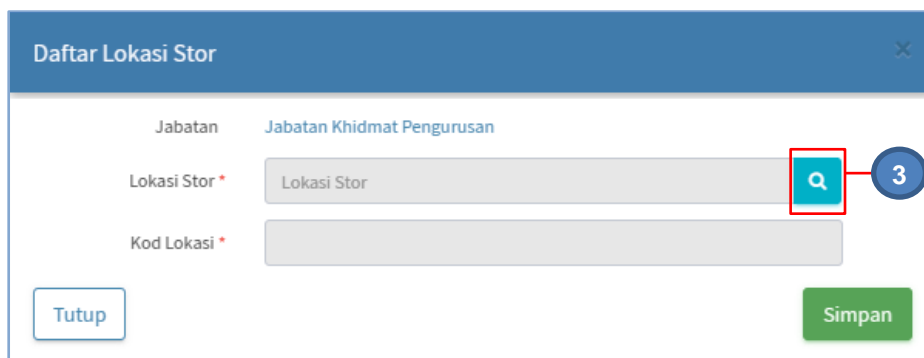 Daftar Lokasi Stor ×
Jabatan Jabatan Khidmat Pengurusan
Lokasi Stor * Lokasi Stor 3
Kod Lokasi *
Tutup Simpan